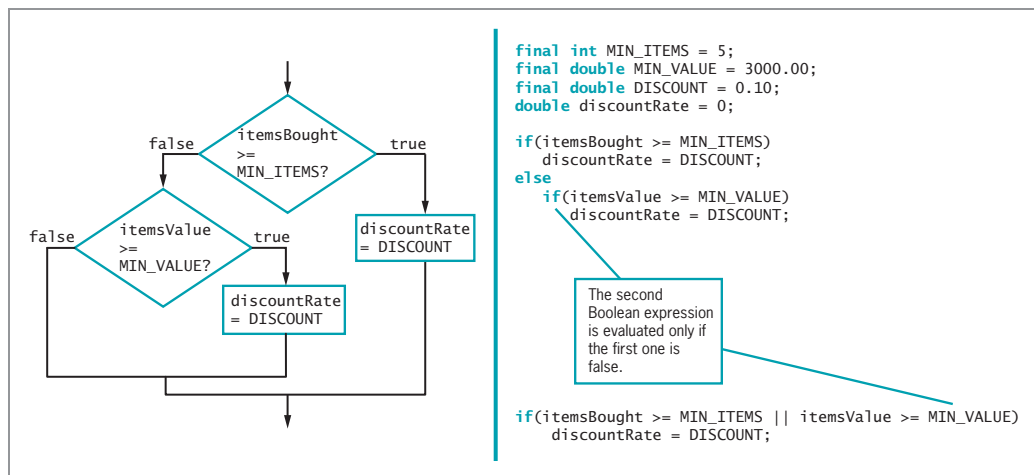 itemsBought
>=
MIN_ITEMS?
false
true
itemsValue
>=
MIN_VALUE?
false
true
discountRate
= DISCOUNT
discountRate
= DISCOUNT
final int MIN_ITEMS = 5;
final double MIN_VALUE = 3000.00;
final double DISCOUNT = 0.10;
double discountRate = 0;
if(itemsBought >= MIN_ITEMS)
discountRate = DISCOUNT;
else
if(itemsValue >= MIN_VALUE)
discountRate = DISCOUNT;
The second
Boolean expression
is evaluated only if
the first one is
false.
if(itemsBought >= MIN_ITEMS || itemsValue >= MIN_VALUE)
discountRate = DISCOUNT;